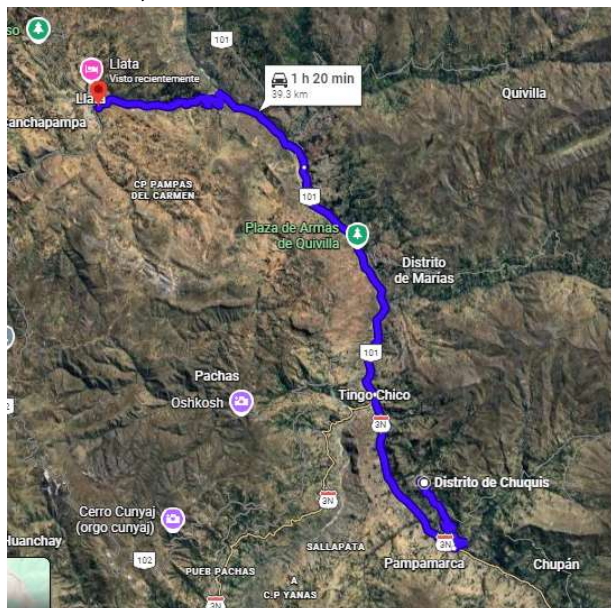 101
Llata
Visto recientemente
1 h 20 min
39.3 km
Quivilla
Llata
CP PAMPAS
DEL CARMEN
101
Plaza de Armas
de Quivilla
Distrito
de Marías
101
Pachas
Oshkosh
Tingo Chico
3N
Distrito de Chuquis
3N
Cerro Cunyaj
(orgo cunyaj)
102
SALLAPATA
3N
Pampamarca
Chupán
PUEB PACHAS
A
C.P YANAS
3N